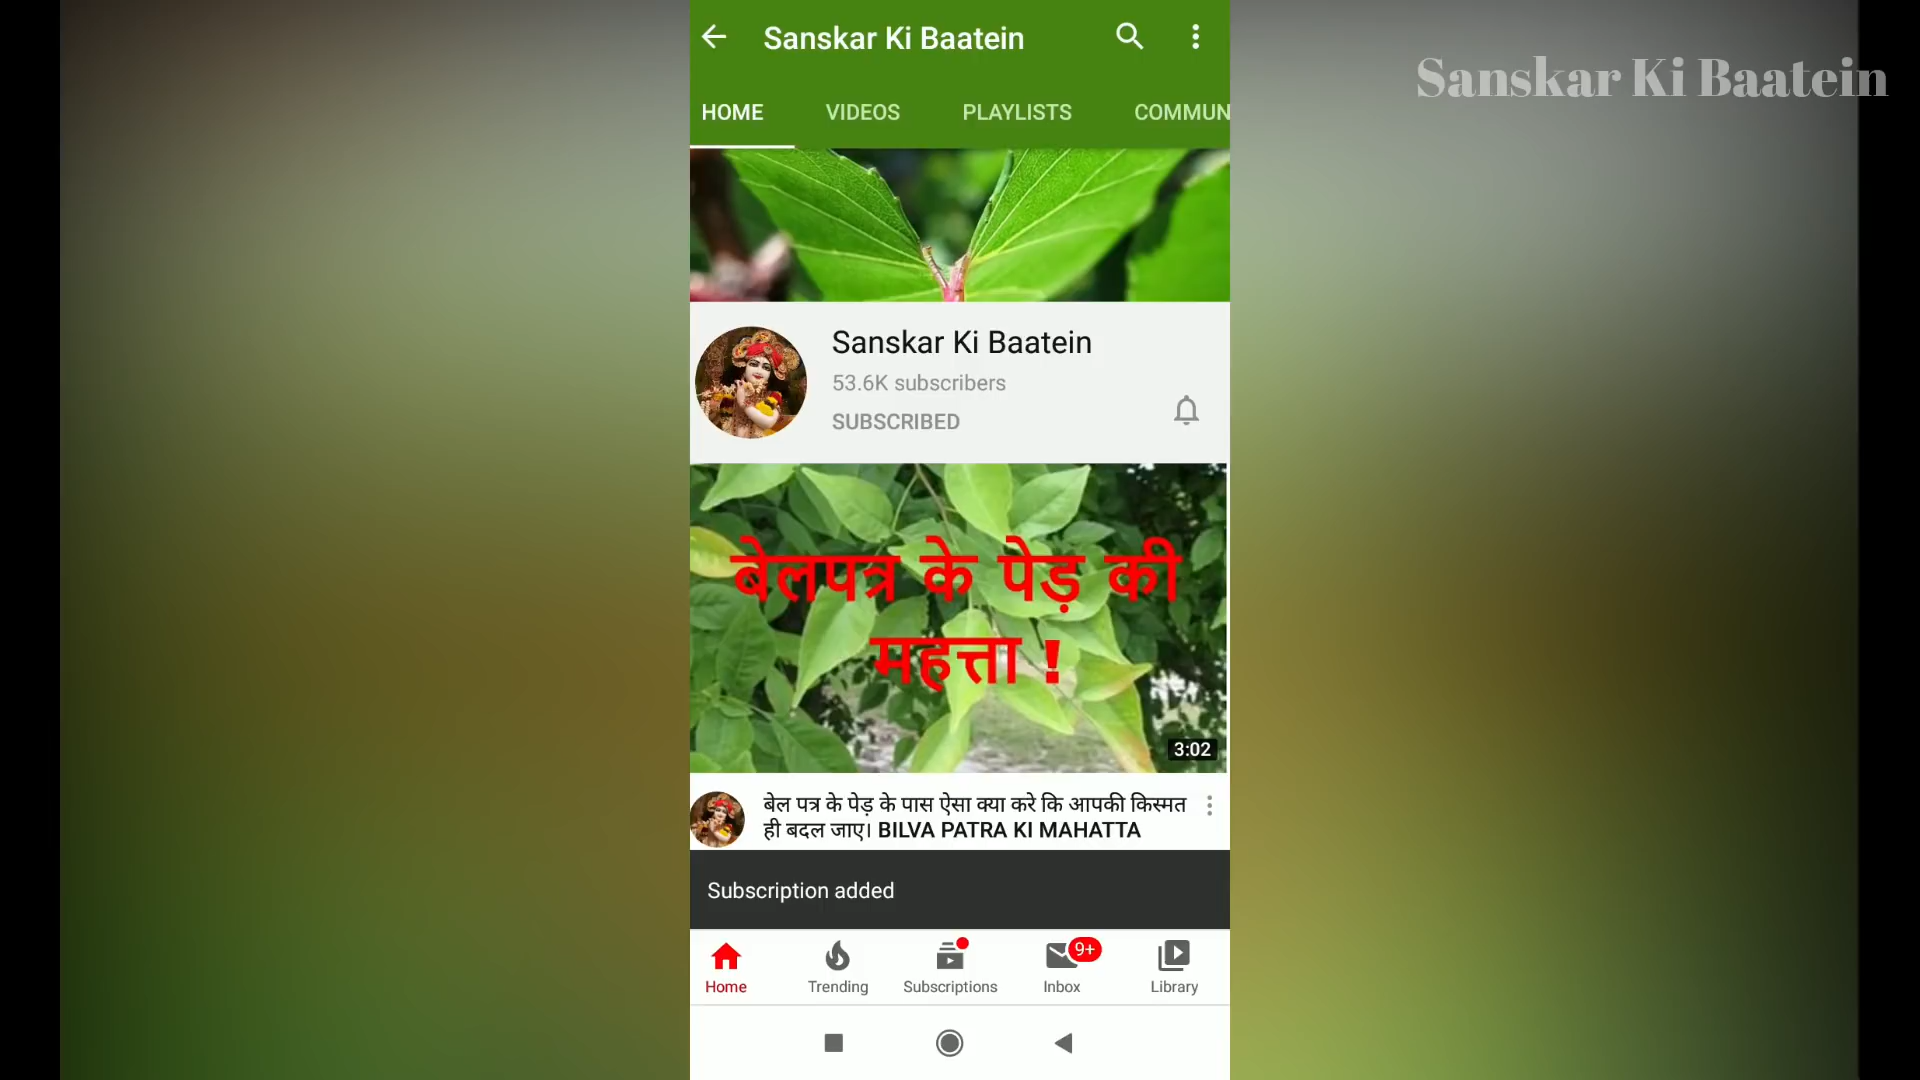 Sanskar Ki Baatein
Sanskar Ki Baatein
HOME VIDEOS PLAYLISTS COMMUN
Sanskar Ki Baatein
53.6K subscribers
SUBSCRIBED
बेलपत्र के पेड़ की
महत्ता !
3:02
बेल पत्र के पेड़ के पास ऐसा क्या करे कि आपकी किस्मत
ही बदल जाए। BILVA PATRA KI MAHATTA
Subscription added
9+
Home Trending Subscriptions Inbox Library